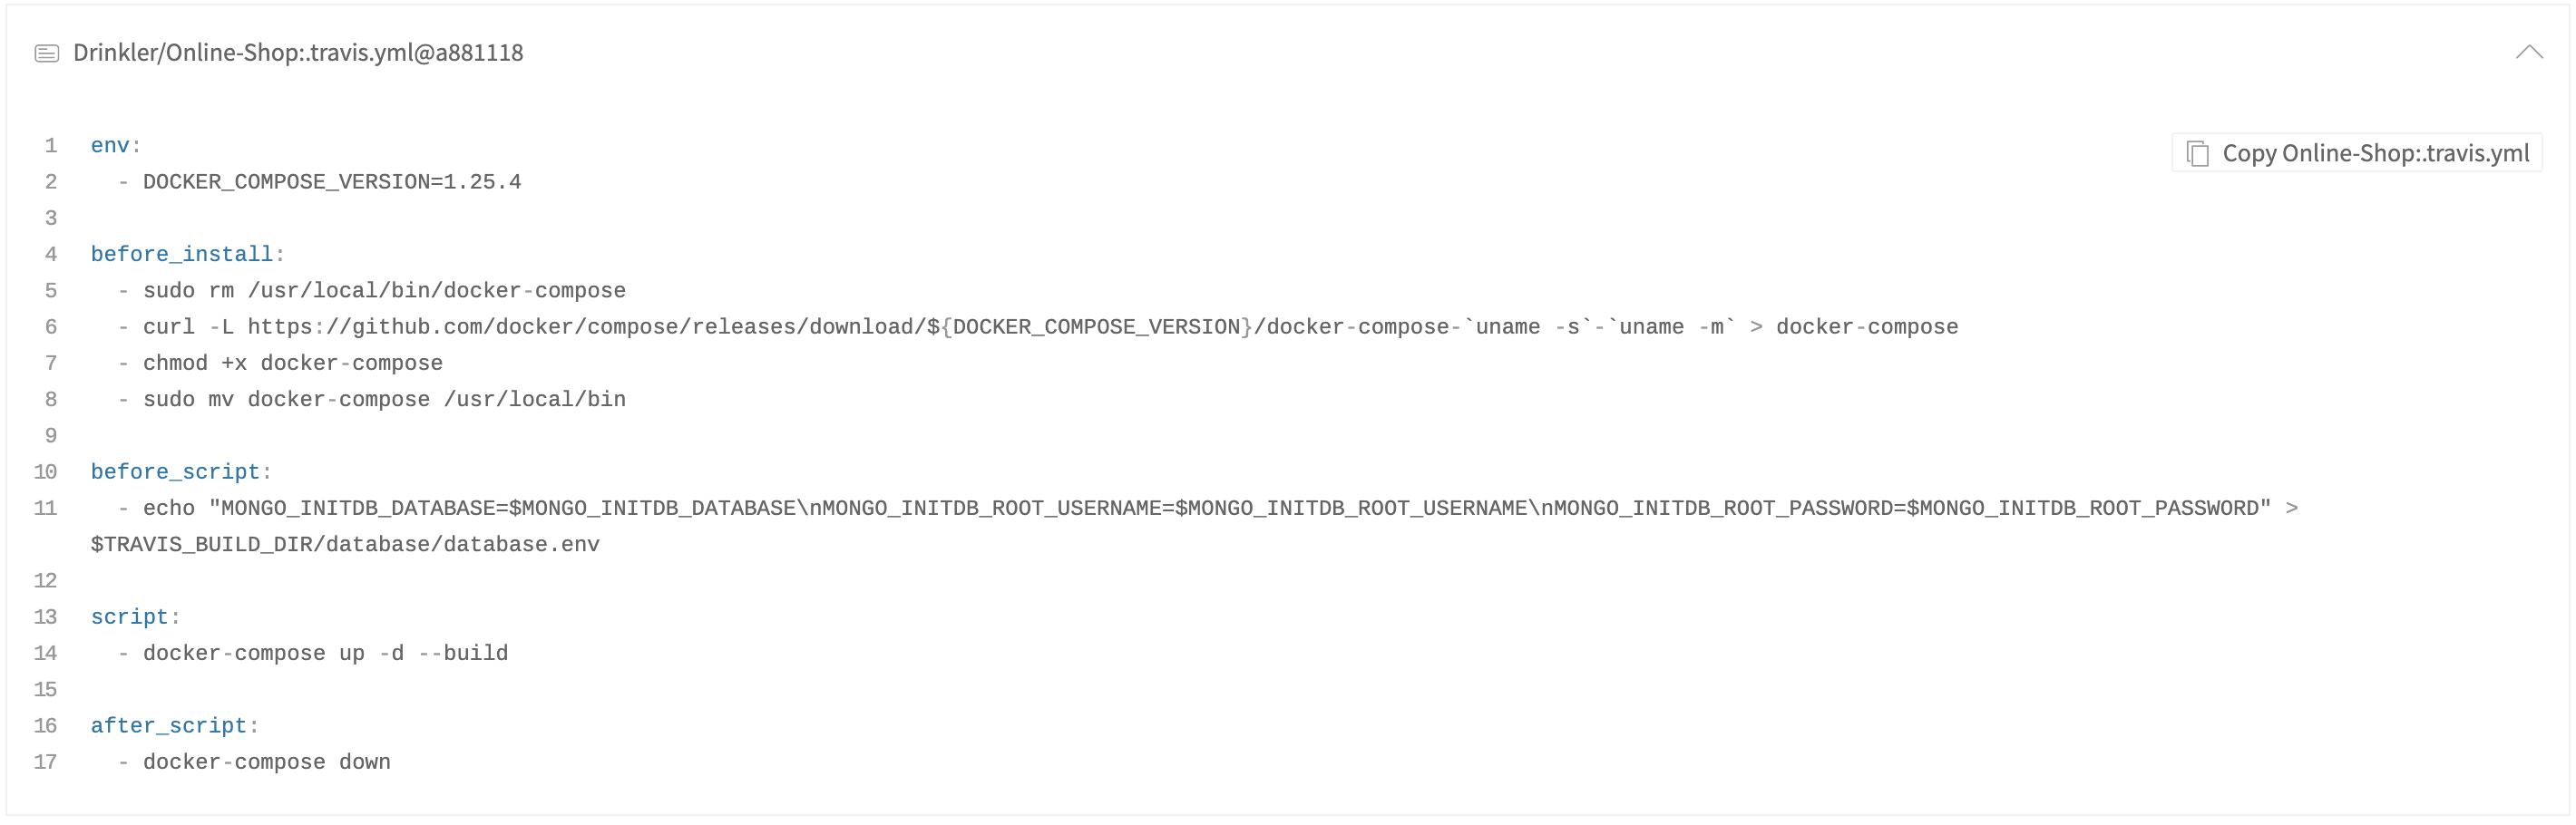 Drinkler/Online-Shop:.travis.yml@a881118
Copy Online-Shop:.travis.yml
1 env:
2   - DOCKER_COMPOSE_VERSION=1.25.4
3
4 before_install:
5   - sudo rm /usr/local/bin/docker-compose
6   - curl -L https://github.com/docker/compose/releases/download/${DOCKER_COMPOSE_VERSION}/docker-compose-`uname -s`-`uname -m` > docker-compose
7   - chmod +x docker-compose
8   - sudo mv docker-compose /usr/local/bin
9
10 before_script:
11   - echo "MONGO_INITDB_DATABASE=$MONGO_INITDB_DATABASE\nMONGO_INITDB_ROOT_USERNAME=$MONGO_INITDB_ROOT_USERNAME\nMONGO_INITDB_ROOT_PASSWORD=$MONGO_INITDB_ROOT_PASSWORD" >
$TRAVIS_BUILD_DIR/database/database.env
12
13 script:
14   - docker-compose up -d --build
15
16 after_script:
17   - docker-compose down